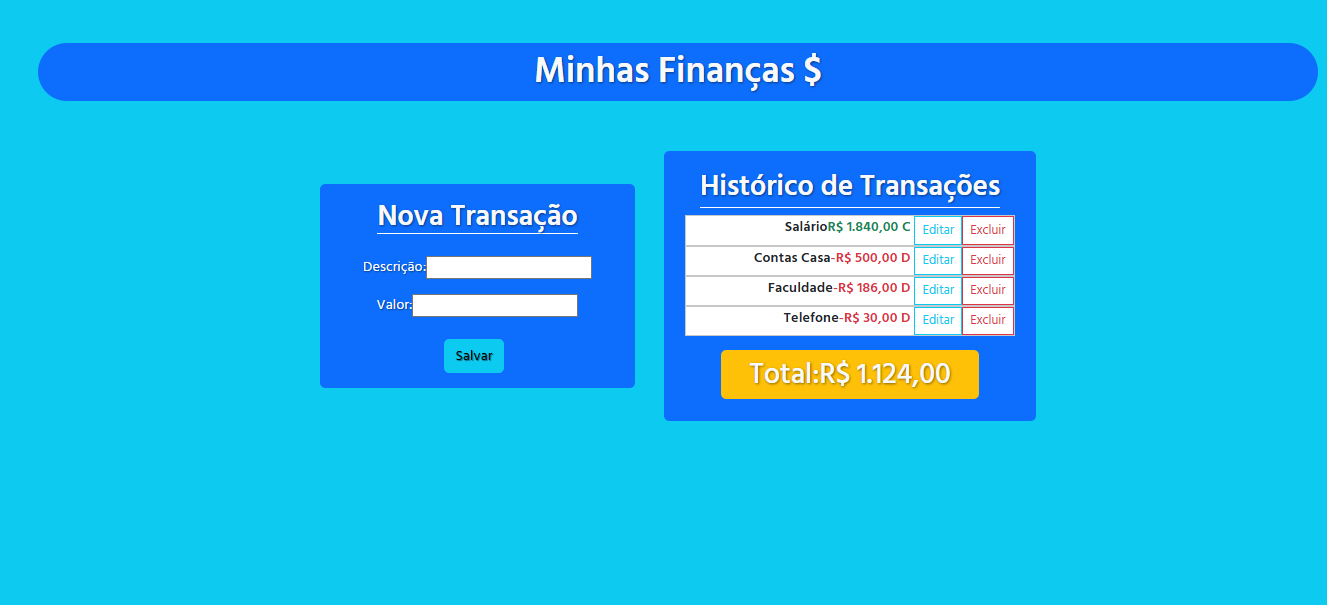 Minhas Finanças $
Nova Transação
Descrição:
Valor:
Salvar
Histórico de Transações
SalárioR$ 1.840,00 C Editar Excluir
Contas Casa-R$ 500,00 D Editar Excluir
Faculdade-R$ 186,00 D Editar Excluir
Telefone-R$ 30,00 D Editar Excluir
Total:R$ 1.124,00